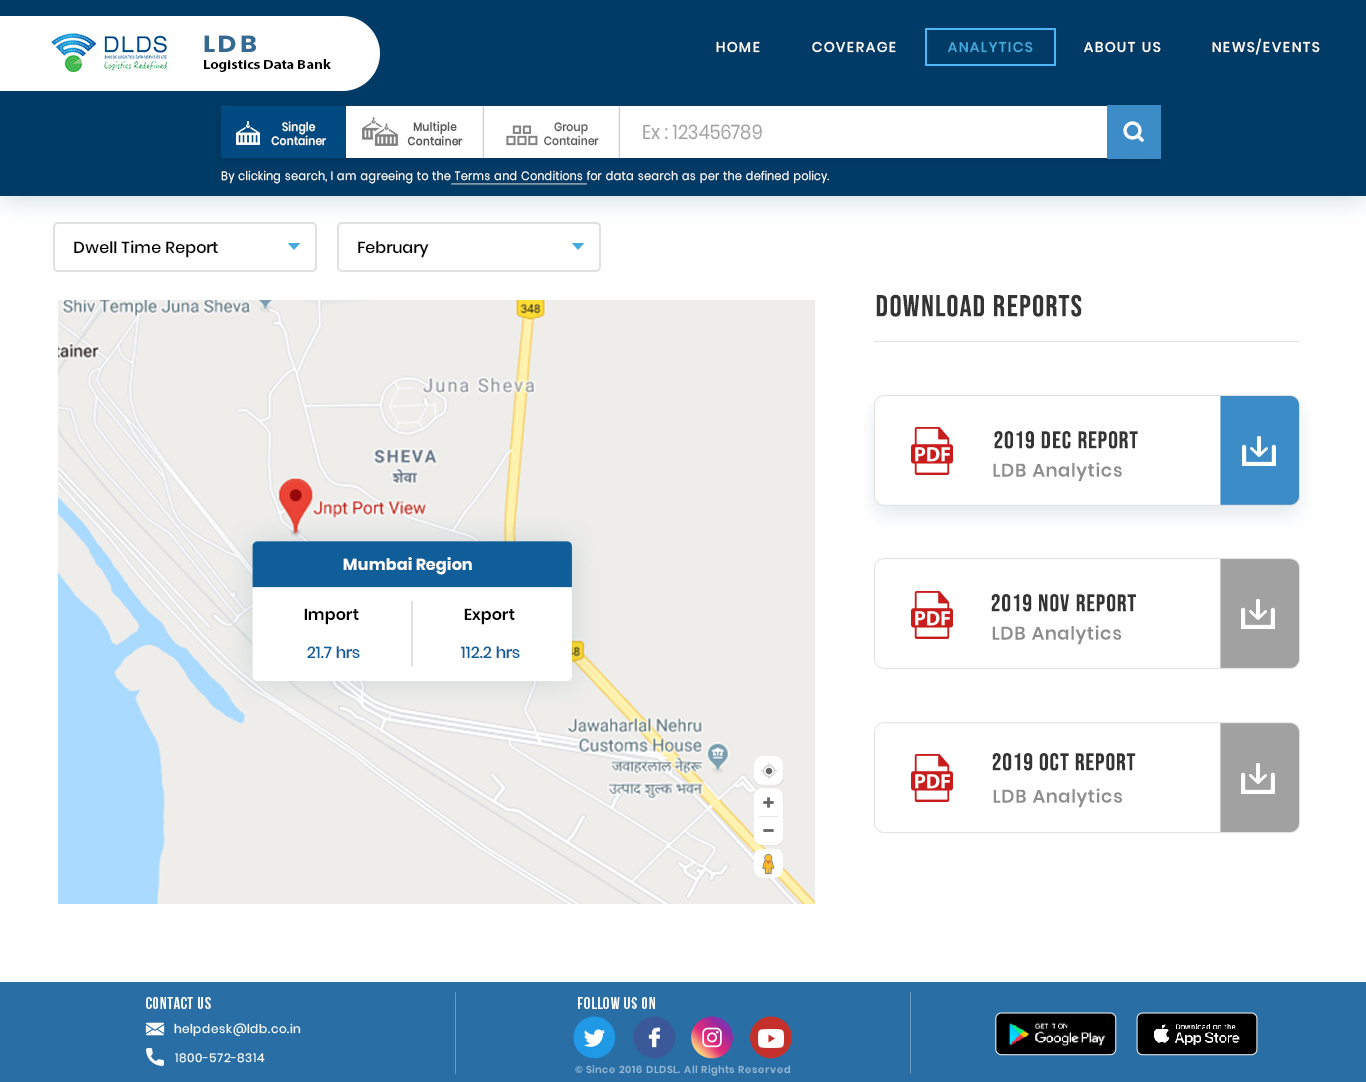 DLDS
Logistics Redefined
LDB
Logistics Data Bank
HOME
COVERAGE
ANALYTICS
ABOUT US
NEWS/EVENTS
Single
Container
Multiple
Container
Group
Container
Ex : 123456789
By clicking search, I am agreeing to the Terms and Conditions for data search as per the defined policy.
Dwell Time Report
February
Shiv Temple Juna Sheva
348
tainer
Juna Sheva
SHEVA
शेवा
Jnpt Port View
Mumbai Region
Import
Export
21.7 hrs
112.2 hrs
Jawaharlal Nehru
Customs House
जवाहरलाल नेहरू
उत्पाद शुल्क भवन
DOWNLOAD REPORTS
PDF
2019 DEC REPORT
LDB Analytics
PDF
2019 NOV REPORT
LDB Analytics
PDF
2019 OCT REPORT
LDB Analytics
CONTACT US
helpdesk@ldb.co.in
1800-572-8314
FOLLOW US ON
© Since 2016 DLDSL. All Rights Reserved
GET IT ON
Google Play
Download on the
App Store